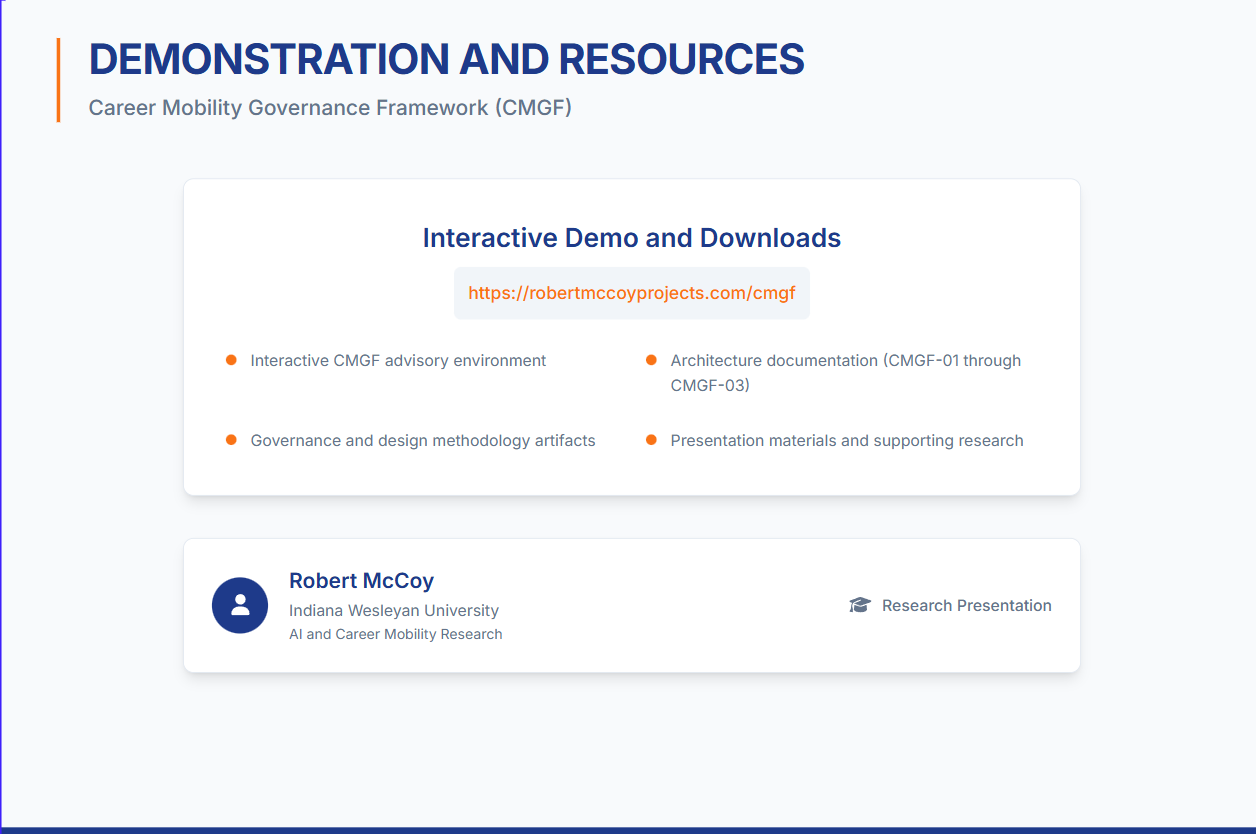 DEMONSTRATION AND RESOURCES
Career Mobility Governance Framework (CMGF)
Interactive Demo and Downloads
https://robertmccoyprojects.com/cmgf
Interactive CMGF advisory environment
Architecture documentation (CMGF-01 through
CMGF-03)
Governance and design methodology artifacts
Presentation materials and supporting research
Robert McCoy
Indiana Wesleyan University
AI and Career Mobility Research
Research Presentation